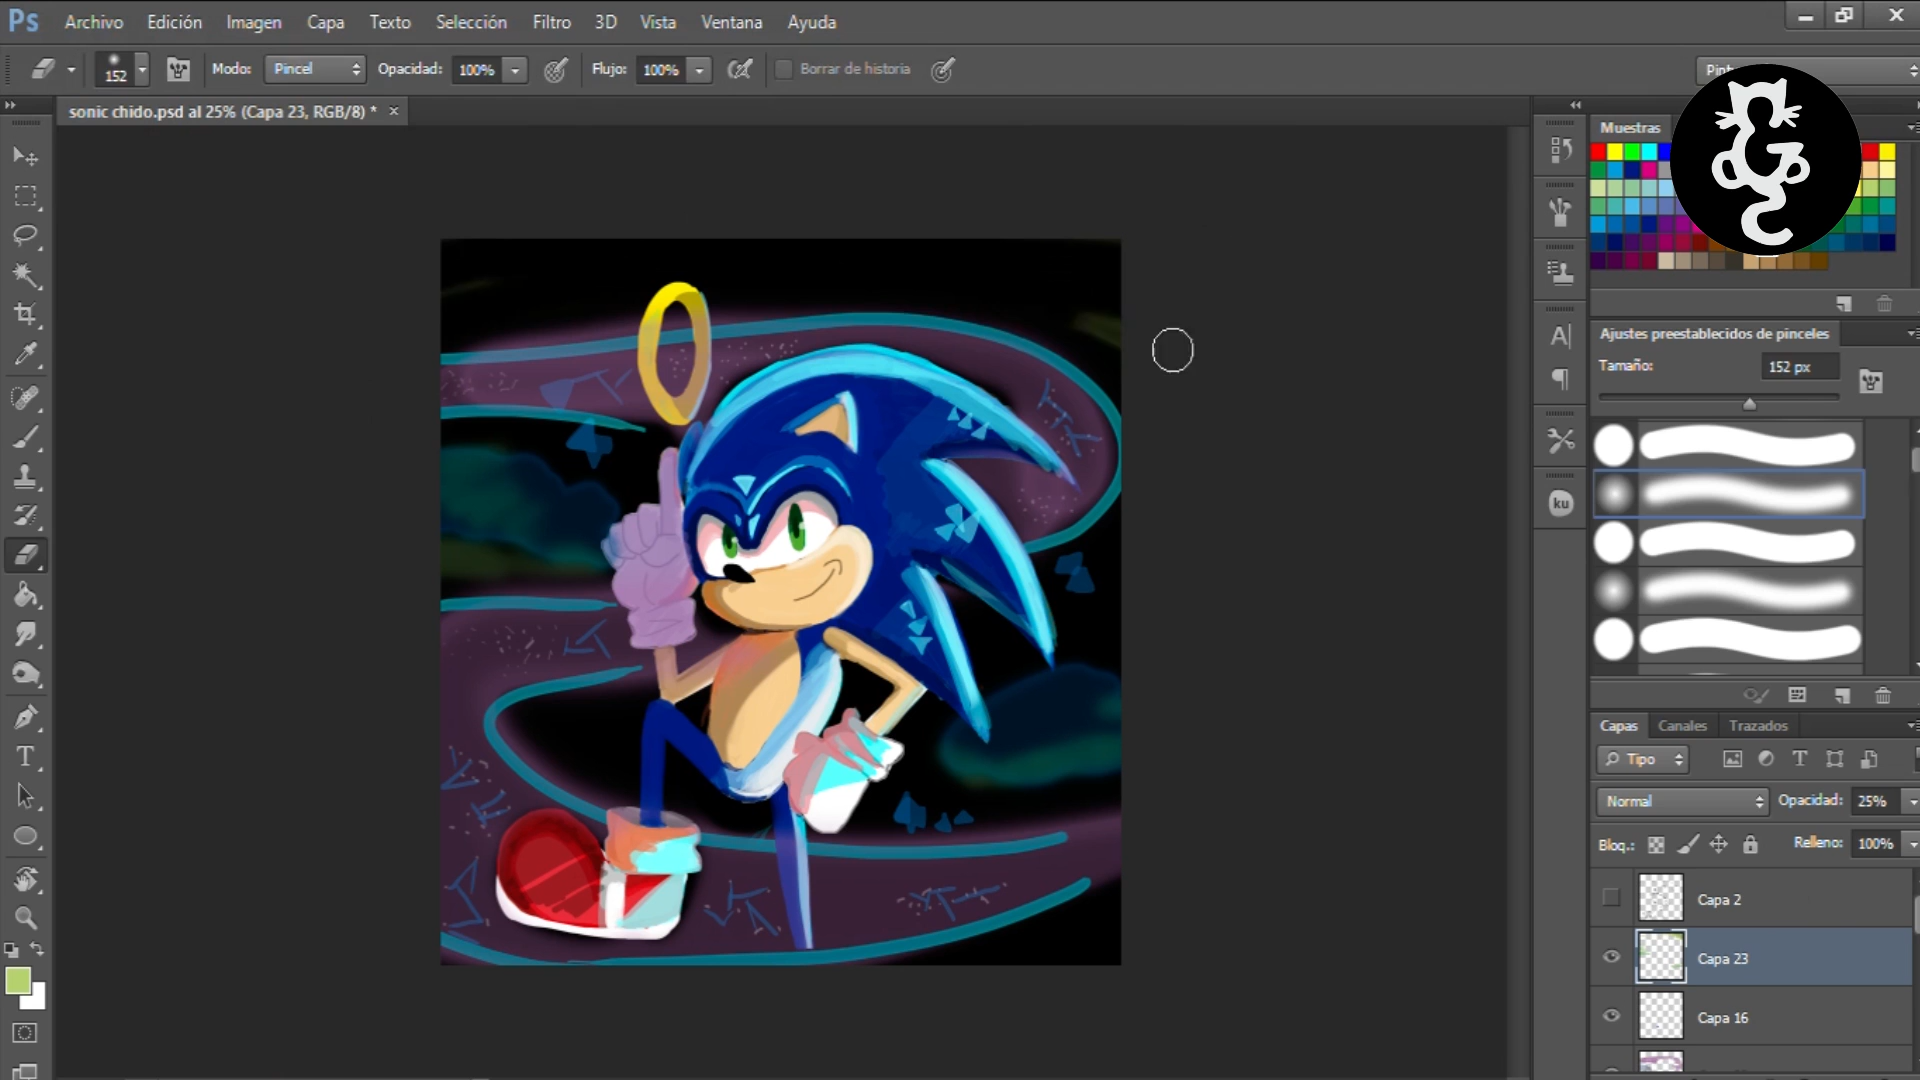 Ps Archivo Edición Imagen Capa Texto Selección Filtro 3D Vista Ventana Ayuda
152 Modo: Pincel Opacidad: 100% Flujo: 100% Borrar de historia
sonic chido.psd al 25% (Capa 23, RGB/8) * ×
Muestras
Ajustes preestablecidos de pinceles
Tamaño: 152 px
ku
Capas Canales Trazados
Tipo
Normal Opacidad: 25%
Bloq.: Relleno: 100%
Capa 2
Capa 23
Capa 16